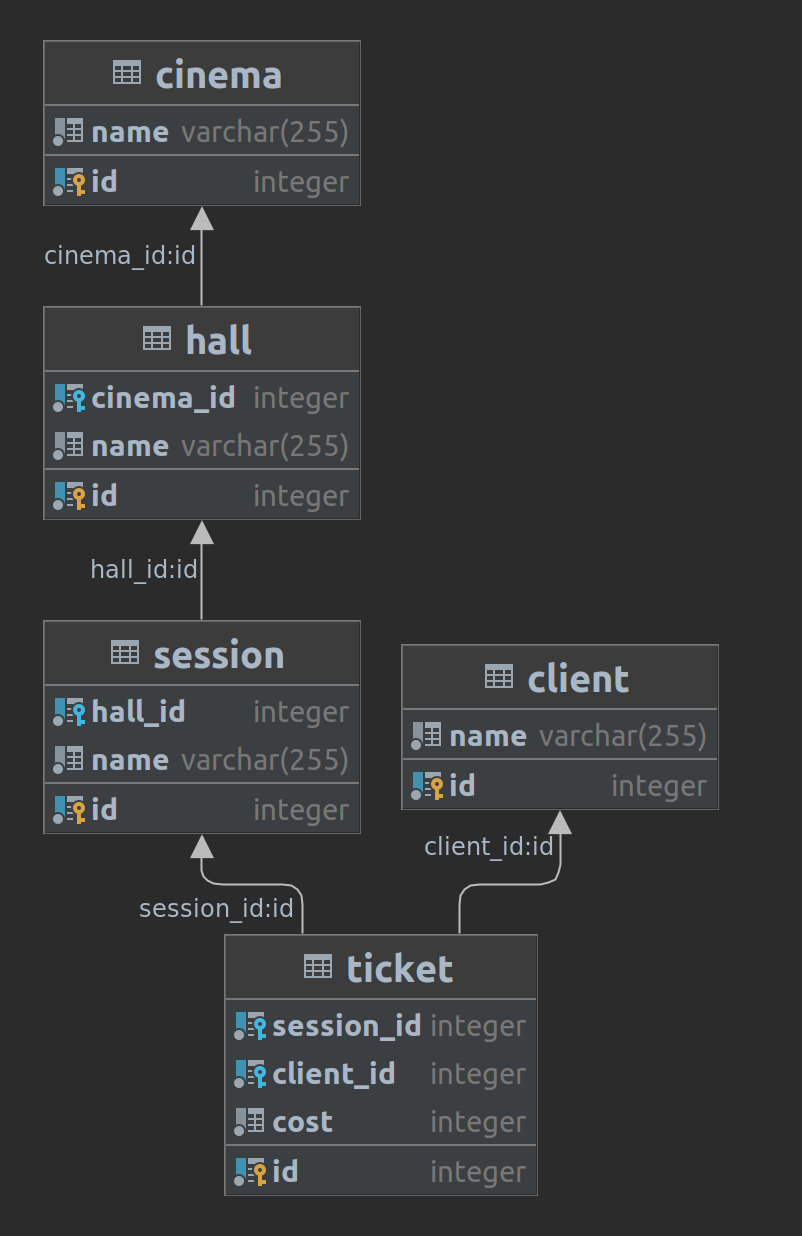 cinema
name varchar(255)
id integer
cinema_id:id
hall
cinema_id integer
name varchar(255)
id integer
hall_id:id
session
hall_id integer
name varchar(255)
id integer
client
name varchar(255)
id integer
client_id:id
session_id:id
ticket
session_id integer
client_id integer
cost integer
id integer